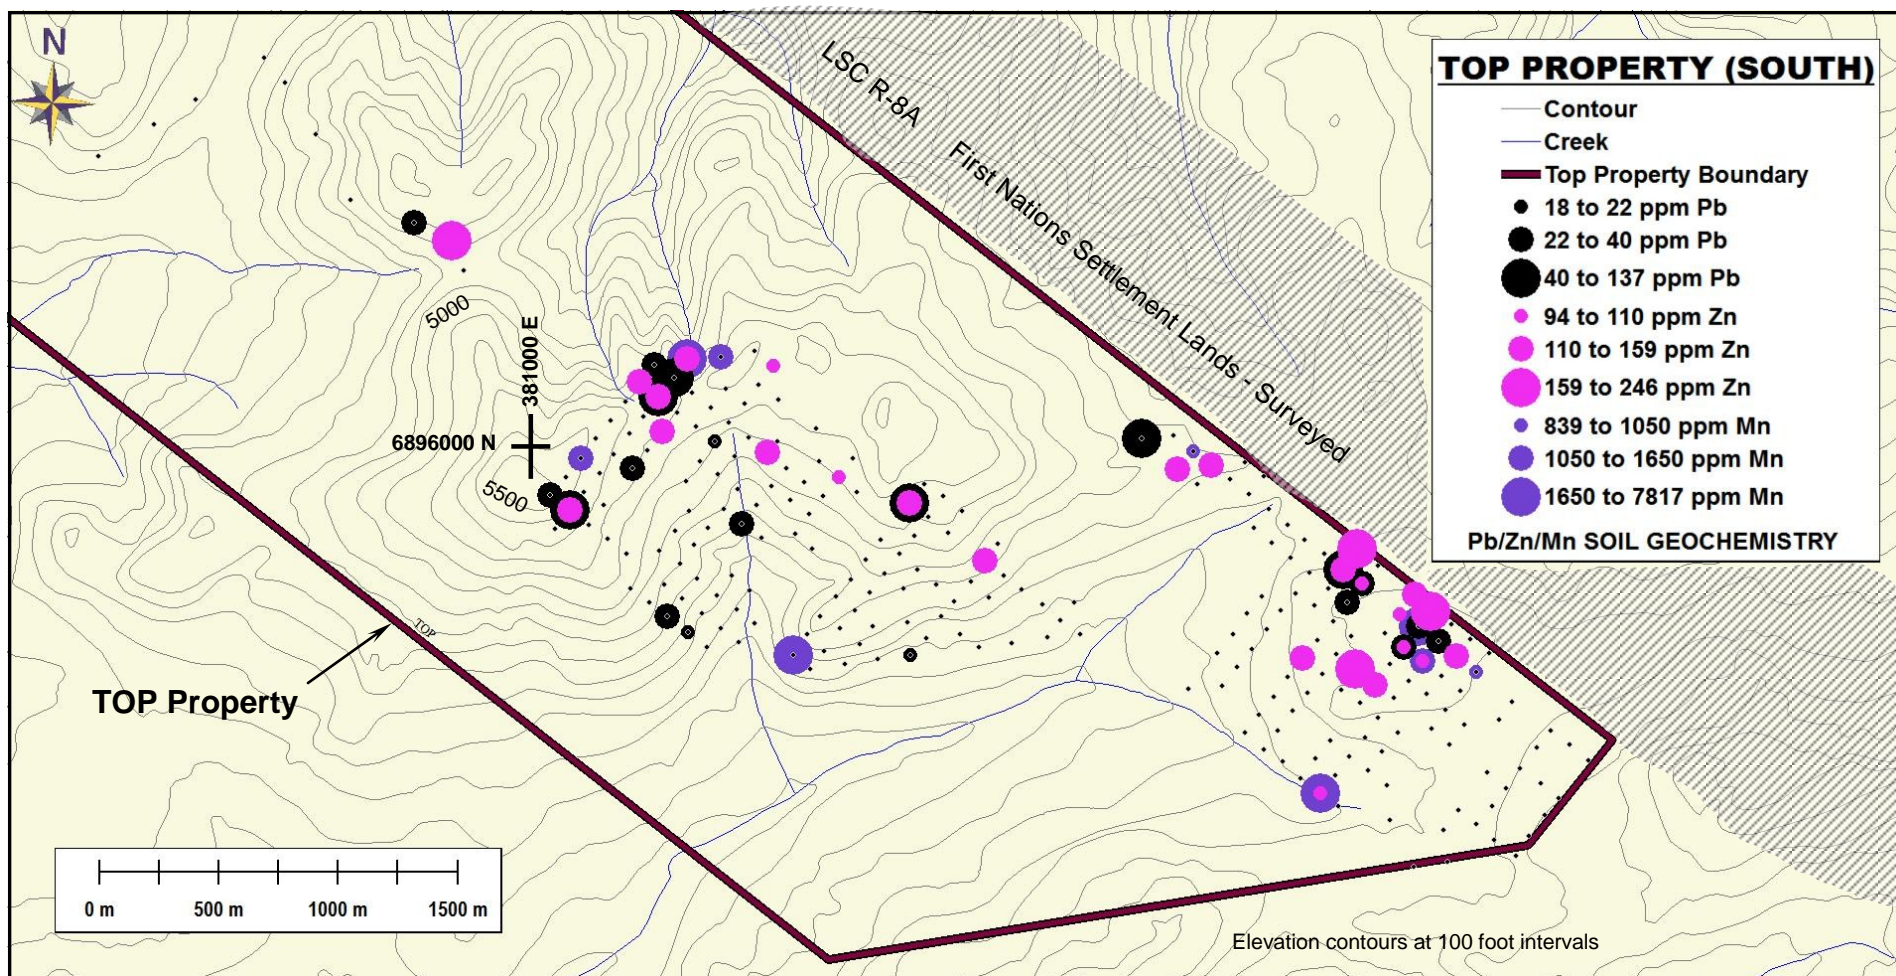 N
LSC R-8A
First Nations Settlement Lands - Surveyed
TOP PROPERTY (SOUTH)
Contour
Creek
Top Property Boundary
18 to 22 ppm Pb
22 to 40 ppm Pb
40 to 137 ppm Pb
94 to 110 ppm Zn
110 to 159 ppm Zn
159 to 246 ppm Zn
839 to 1050 ppm Mn
1050 to 1650 ppm Mn
1650 to 7817 ppm Mn
Pb/Zn/Mn SOIL GEOCHEMISTRY
5000
381000 E
6896000 N
5500
TOP
TOP Property
0 m 500 m 1000 m 1500 m
Elevation contours at 100 foot intervals